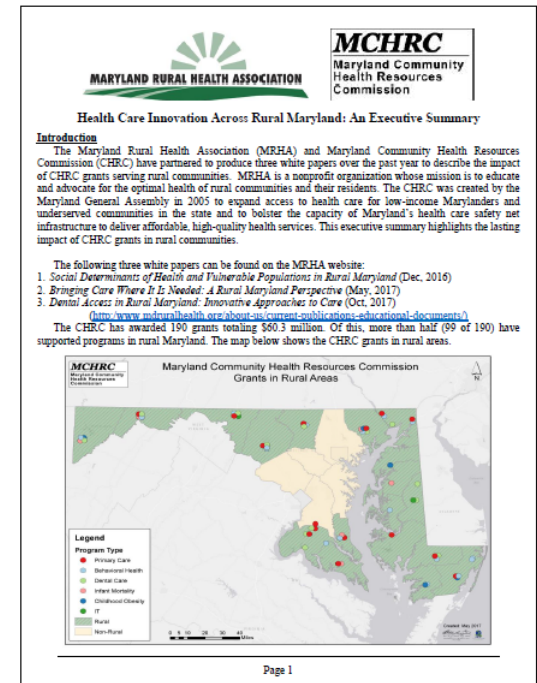 MARYLAND RURAL HEALTH ASSOCIATION
MCHRC
Maryland Community
Health Resources
Commission
Health Care Innovation Across Rural Maryland: An Executive Summary
Introduction
The Maryland Rural Health Association (MRHA) and Maryland Community Health Resources
Commission (CHRC) have partnered to produce three white papers over the past year to describe the impact
of CHRC grants serving rural communities. MRHA is a nonprofit organization whose mission is to educate
and advocate for the optimal health of rural communities and their residents. The CHRC was created by the
Maryland General Assembly in 2005 to expand access to health care for low-income Marylanders and
underserved communities in the state and to bolster the capacity of Maryland's health care safety net
infrastructure to deliver affordable, high-quality health services. This executive summary highlights the lasting
impact of CHRC grants in rural communities.
The following three white papers can be found on the MRHA website:
1. Social Determinants of Health and Vulnerable Populations in Rural Maryland (Dec, 2016)
2. Bringing Care Where It Is Needed: A Rural Maryland Perspective (May, 2017)
3. Dental Access in Rural Maryland: Innovative Approaches to Care (Oct, 2017)
(http:/www.mdruralhealth.org/about-us/current-publications-educational-documents/)
The CHRC has awarded 190 grants totaling $60.3 million. Of this, more than half (99 of 190) have
supported programs in rural Maryland. The map below shows the CHRC grants in rural areas.
MCHRC
Maryland Community
Health Resources
Commission
Maryland Community Health Resources Commission
Grants in Rural Areas
N
Legend
Program Type
Primary Care
Behavioral Health
Dental Care
Infant Mortality
Childhood Obesity
IT
Rural
Non-Rural
0 5 10 20 30 40
Miles
Created: May, 2017
Page 1